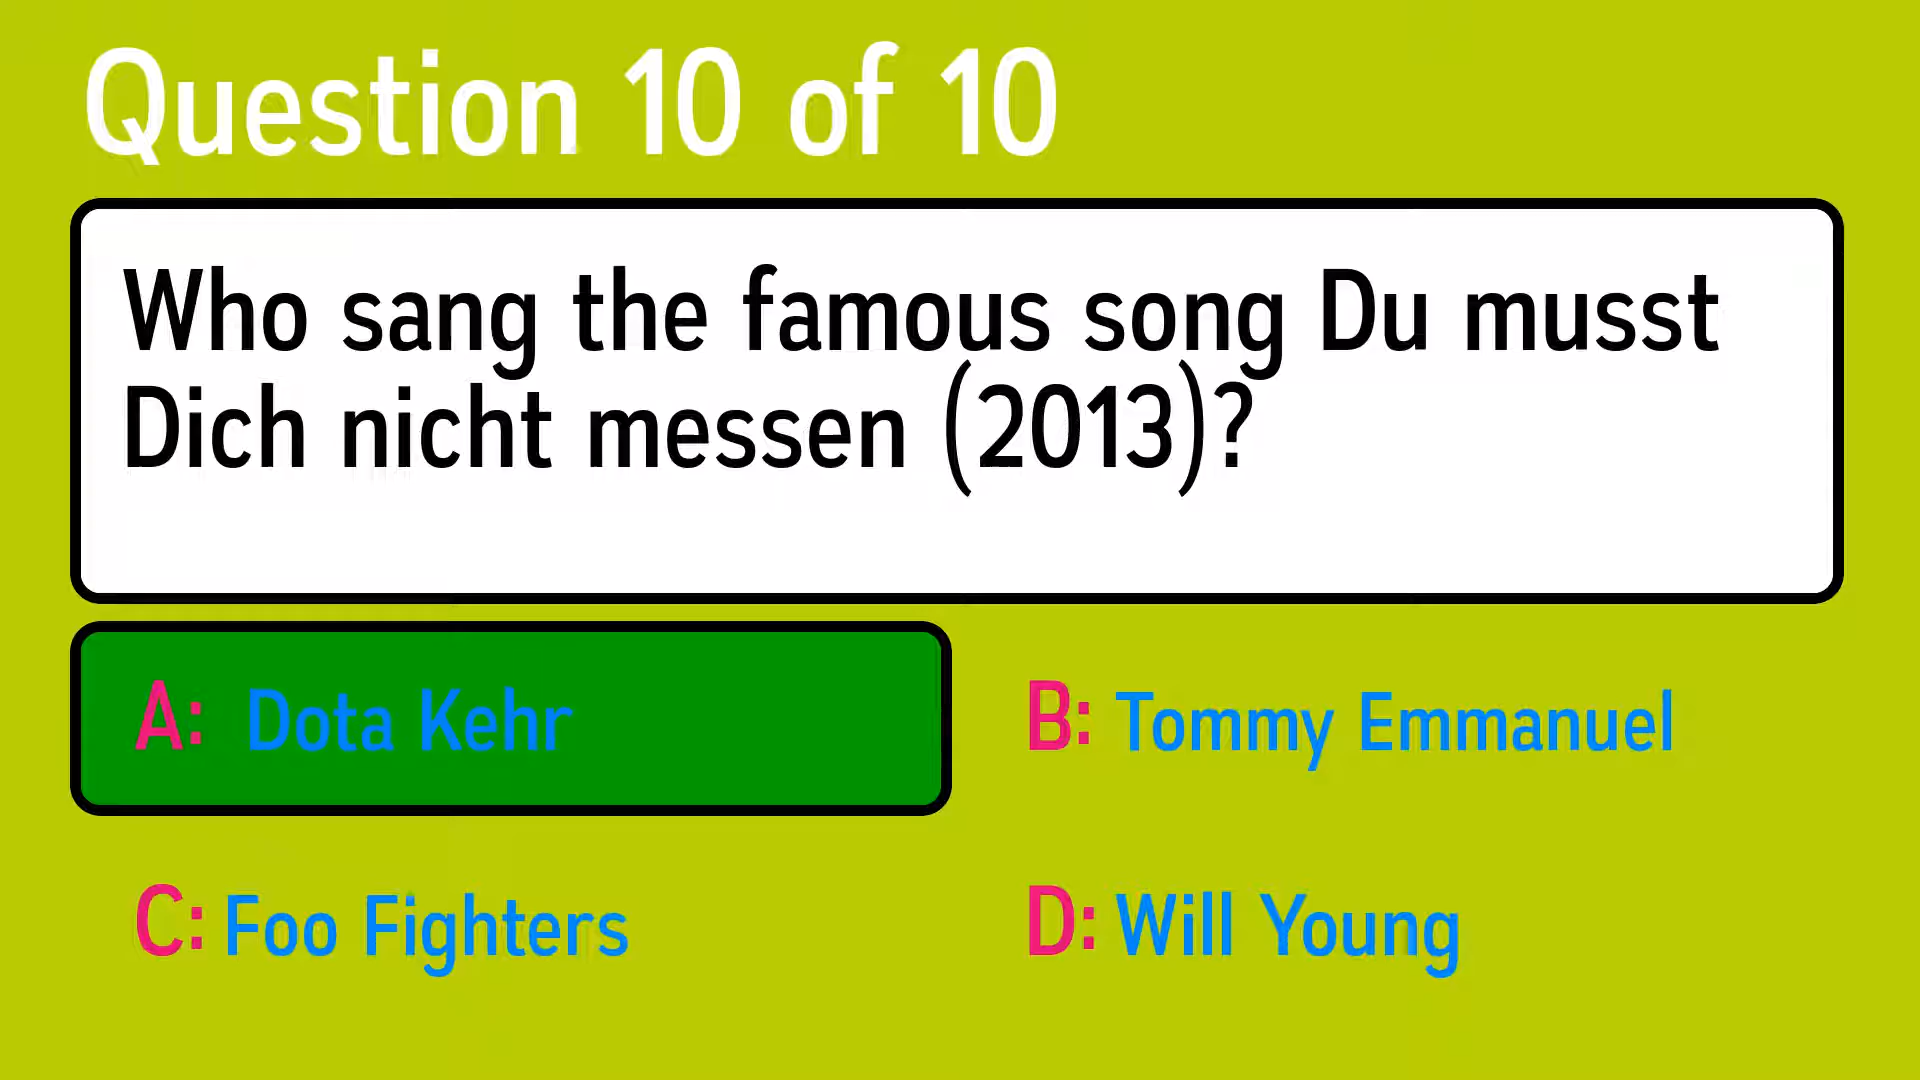 Question 10 of 10
Who sang the famous song Du musst
Dich nicht messen (2013)?
A: Dota Kehr
B: Tommy Emmanuel
C: Foo Fighters
D: Will Young